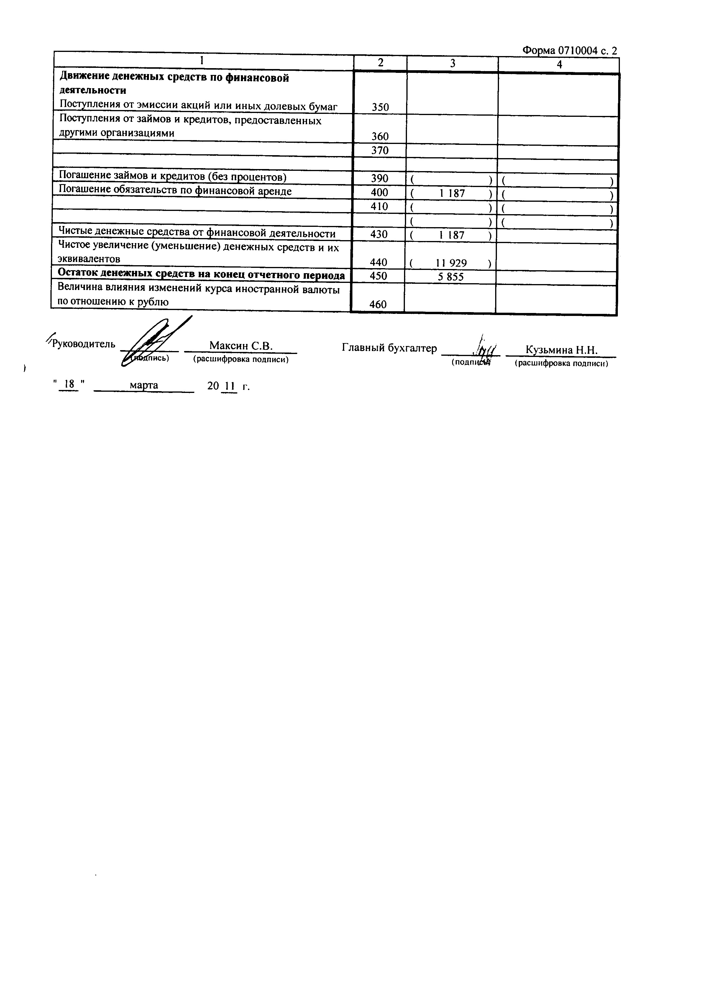 Форма 0710004 с. 2
1 2 3 4
Движение денежных средств по финансовой
деятельности
Поступления от эмиссии акций или иных долевых бумаг 350
Поступления от займов и кредитов, предоставленных
другими организациями 360
370
Погашение займов и кредитов (без процентов) 390 ( ) ( )
Погашение обязательств по финансовой аренде 400 ( 1 187 ) ( )
410 ( ) ( )
( ) ( )
Чистые денежные средства от финансовой деятельности 430 ( 1 187 )
Чистое увеличение (уменьшение) денежных средств и их
эквивалентов 440 ( 11 929 )
Остаток денежных средств на конец отчетного периода 450 5 855
Величина влияния изменений курса иностранной валюты
по отношению к рублю 460
Руководитель Максин С.В. Главный бухгалтер Кузьмина Н.Н.
(подпись) (расшифровка подписи) (подпись) (расшифровка подписи)
" 18 " марта 20 11 г.